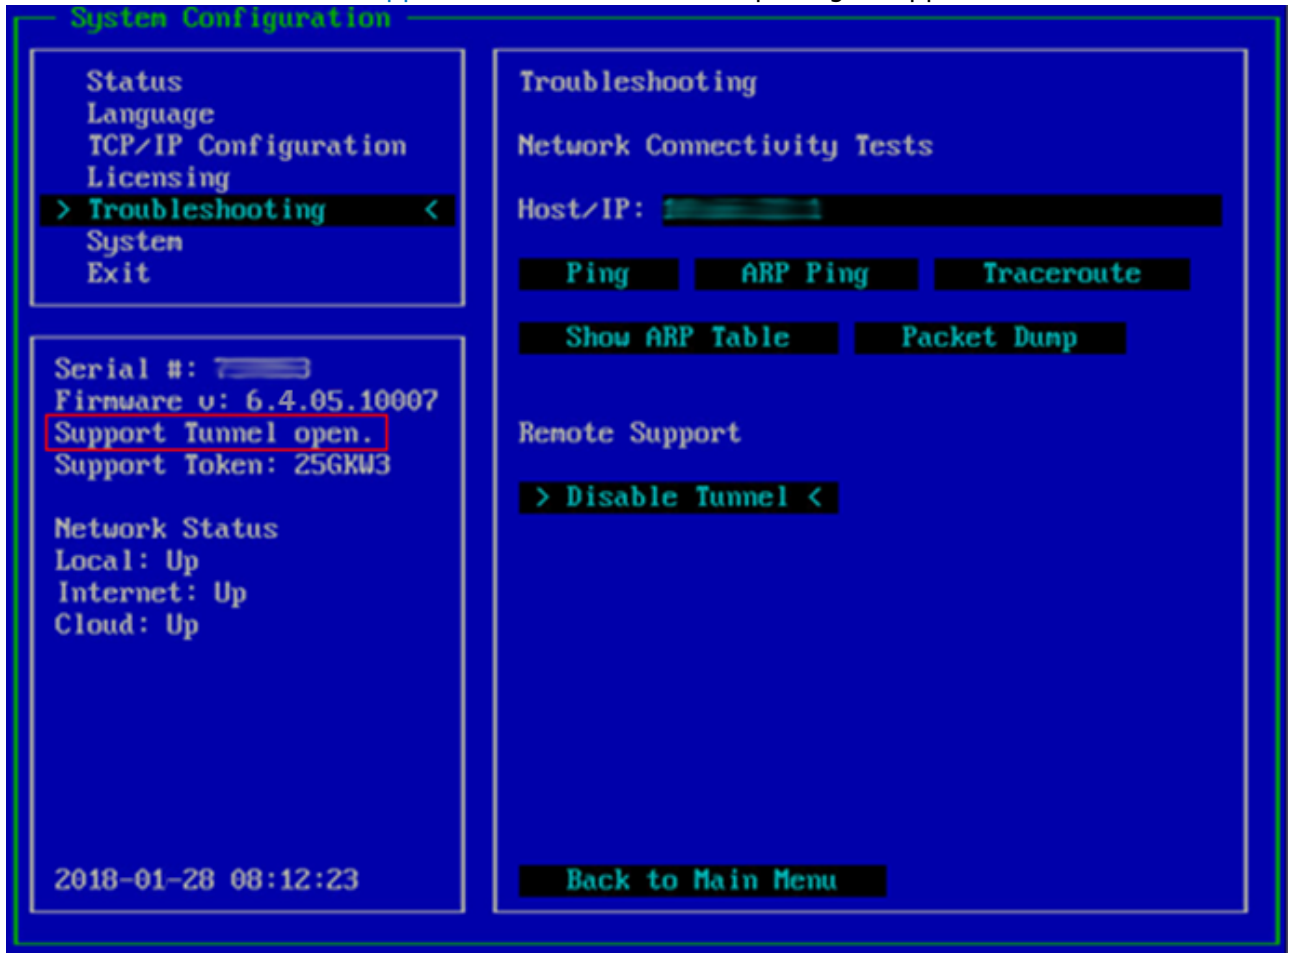 System Configuration
Status
Language
TCP/IP Configuration
Licensing
> Troubleshooting <
System
Exit
Serial #:
Firmware v: 6.4.05.10007
Support Tunnel open.
Support Token: 25GKW3
Network Status
Local: Up
Internet: Up
Cloud: Up
2018-01-28 08:12:23
Troubleshooting
Network Connectivity Tests
Host/IP:
Ping ARP Ping Traceroute
Show ARP Table Packet Dump
Remote Support
> Disable Tunnel <
Back to Main Menu